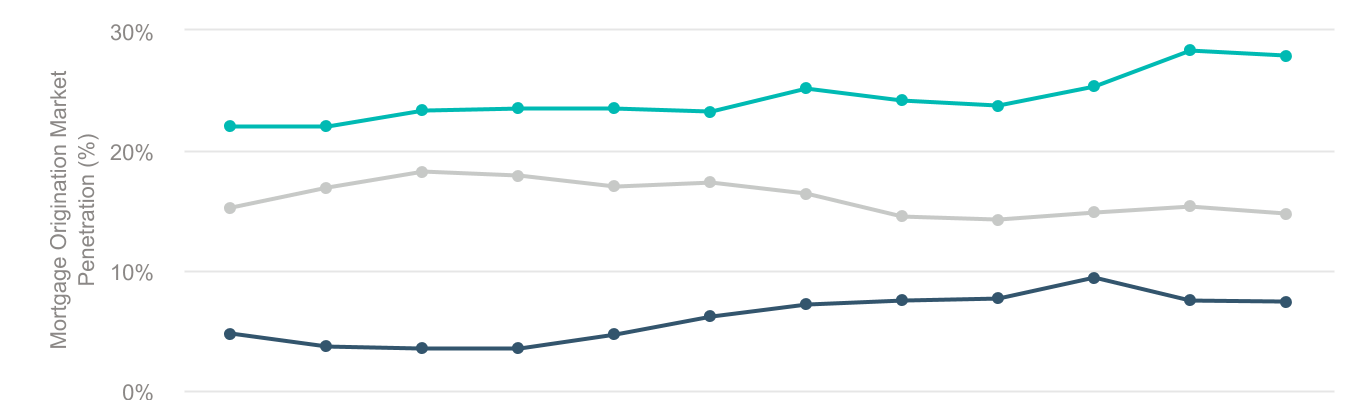 30%
20%
10%
0%
Mortgage Origination Market
Penetration (%)